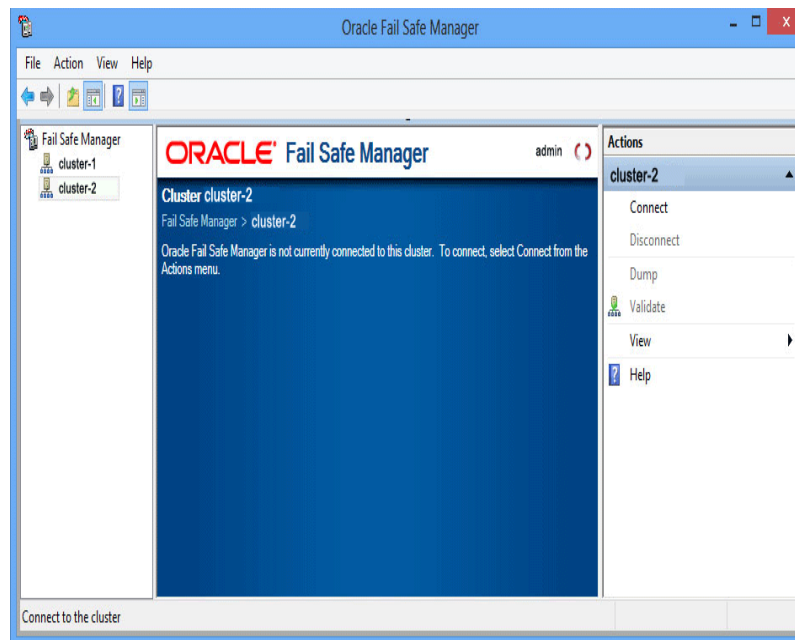 Oracle Fail Safe Manager
X
File Action View Help
?
Fail Safe Manager
cluster-1
cluster-2
ORACLE' Fail Safe Manager
admin
Cluster cluster-2
Fail Safe Manager > cluster-2
Oracle Fail Safe Manager is not currently connected to this cluster. To connect, select Connect from the
Actions menu.
Actions
cluster-2
Connect
Disconnect
Dump
Validate
View
? Help
Connect to the cluster